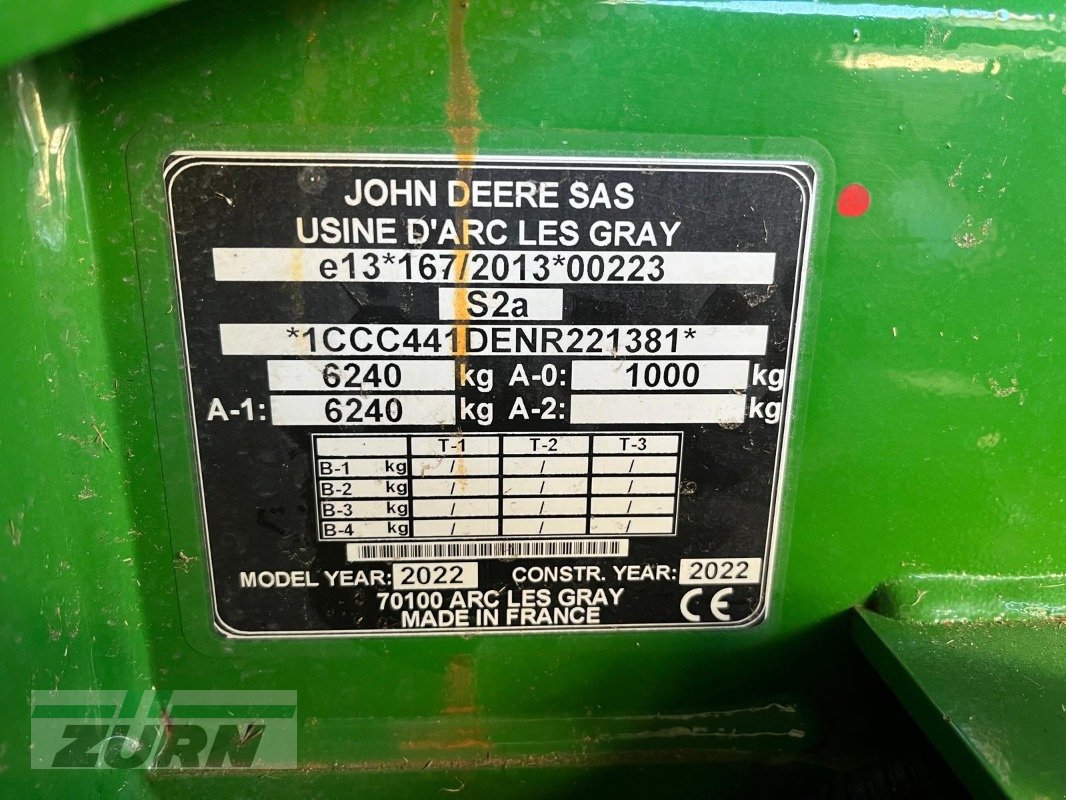 JOHN DEERE SAS
USINE D'ARC LES GRAY
e13*167/2013*00223
S2a
*1CCC441DENR221381*
6240 kg A-0: 1000 kg
A-1: 6240 kg A-2: kg
T-1 T-2 T-3
B-1 kg / / /
B-2 kg / / /
B-3 kg / / /
B-4 kg / / /
MODEL YEAR: 2022 CONSTR. YEAR: 2022
70100 ARC LES GRAY
MADE IN FRANCE
CE
ZÜRN